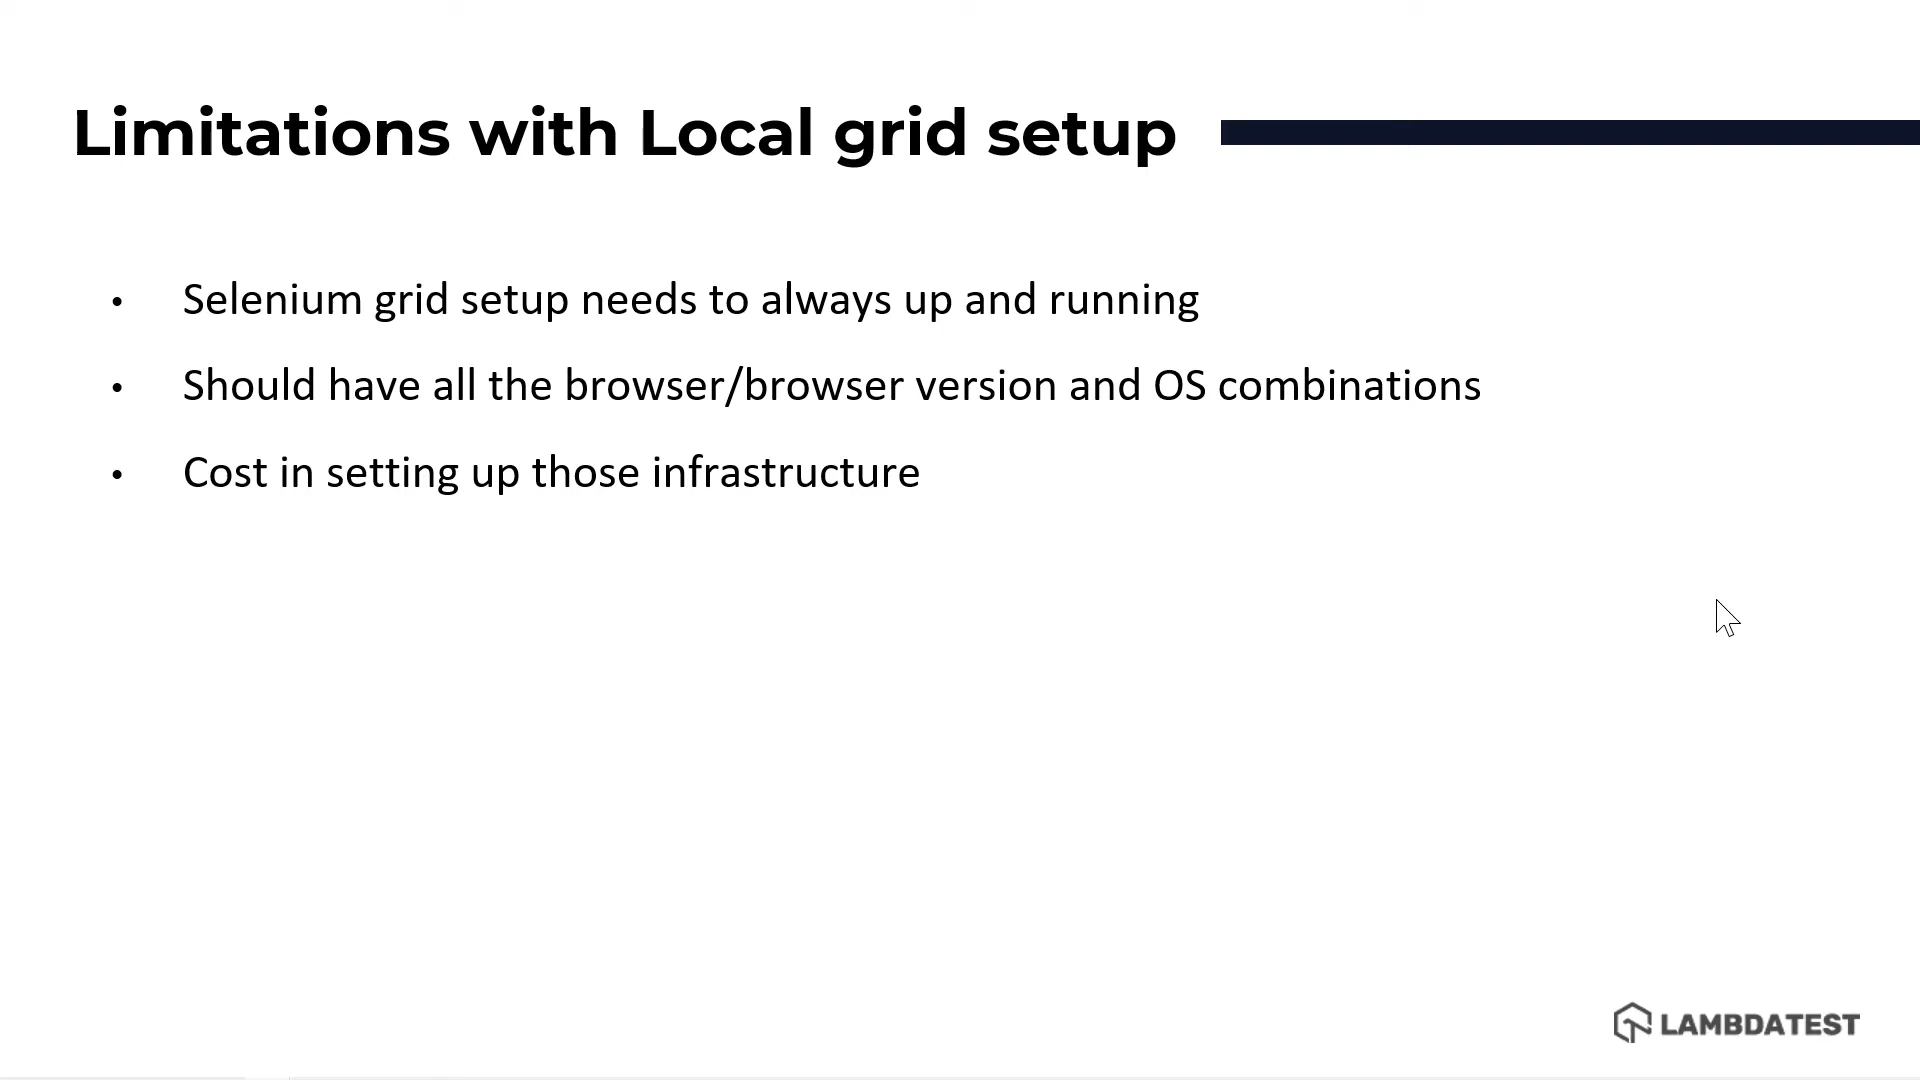 Limitations with Local grid setup
• Selenium grid setup needs to always up and running
• Should have all the browser/browser version and OS combinations
• Cost in setting up those infrastructure
LAMBDATEST